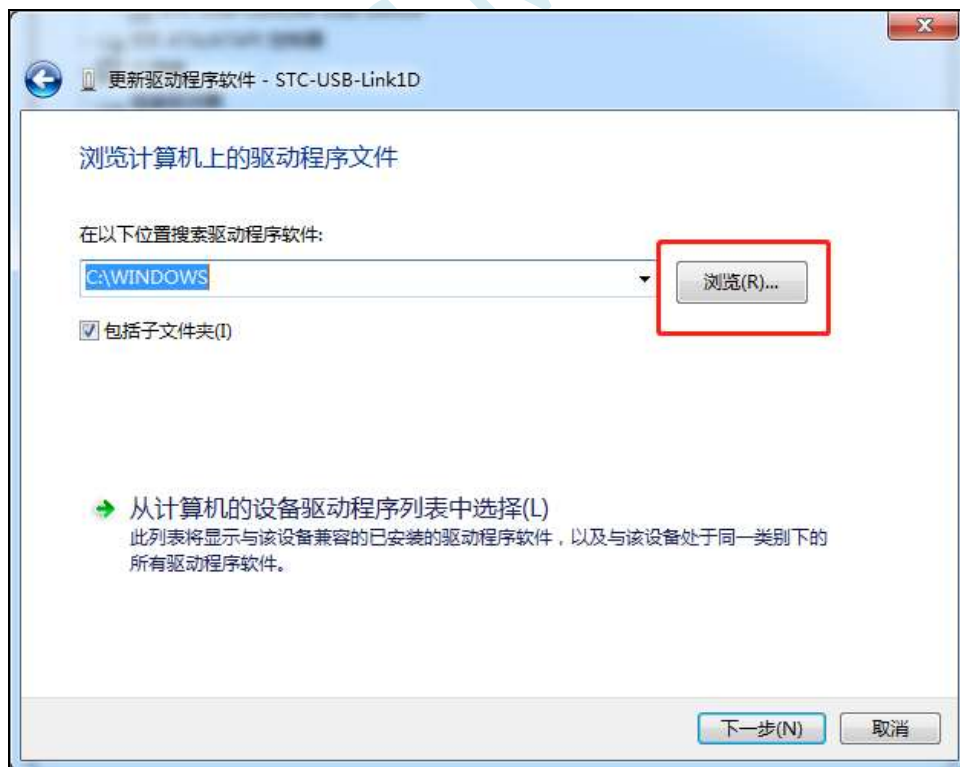 更新驱动程序软件 - STC-USB-Link1D
浏览计算机上的驱动程序文件
在以下位置搜索驱动程序软件:
C:\WINDOWS
浏览(R)...
包括子文件夹(I)
从计算机的设备驱动程序列表中选择(L)
此列表将显示与该设备兼容的已安装的驱动程序软件，以及与该设备处于同一类别下的
所有驱动程序软件。
下一步(N)
取消